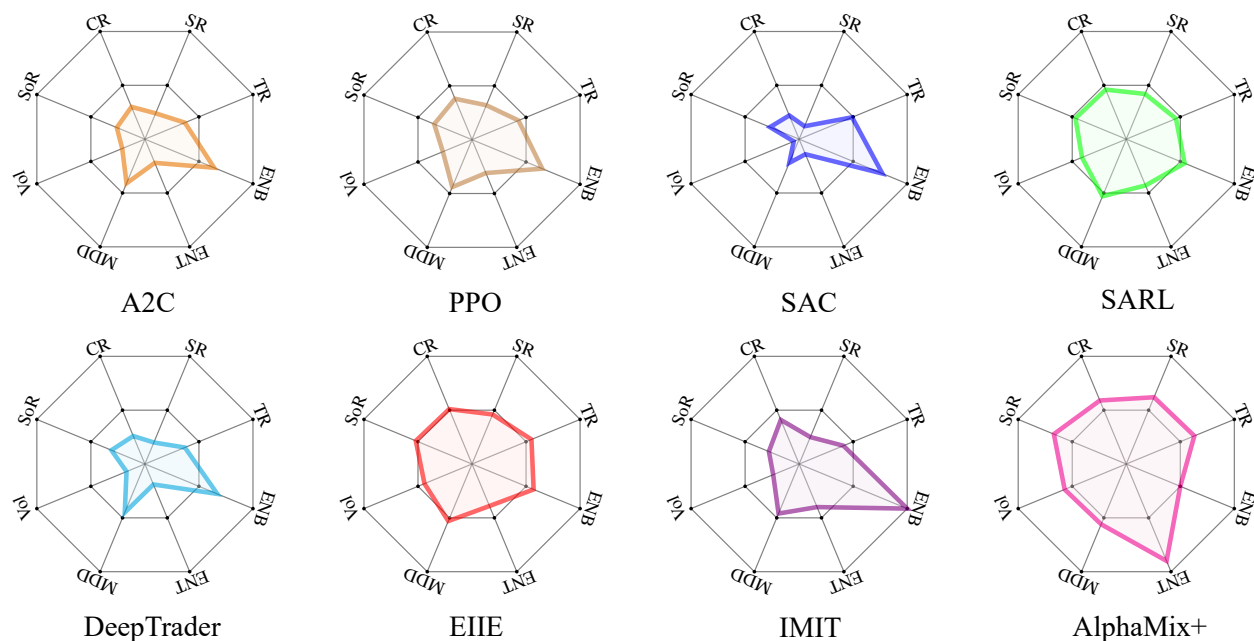 CR SR CR SR CR SR CR SR
SoR TR SoR TR SoR TR SoR TR
Vol ENB Vol ENB Vol ENB Vol ENB
MDD ENT MDD ENT MDD ENT MDD ENT
A2C PPO SAC SARL
CR SR CR SR CR SR CR SR
SoR TR SoR TR SoR TR SoR TR
Vol ENB Vol ENB Vol ENB Vol ENB
MDD ENT MDD ENT MDD ENT MDD ENT
DeepTrader EIIE IMIT AlphaMix+